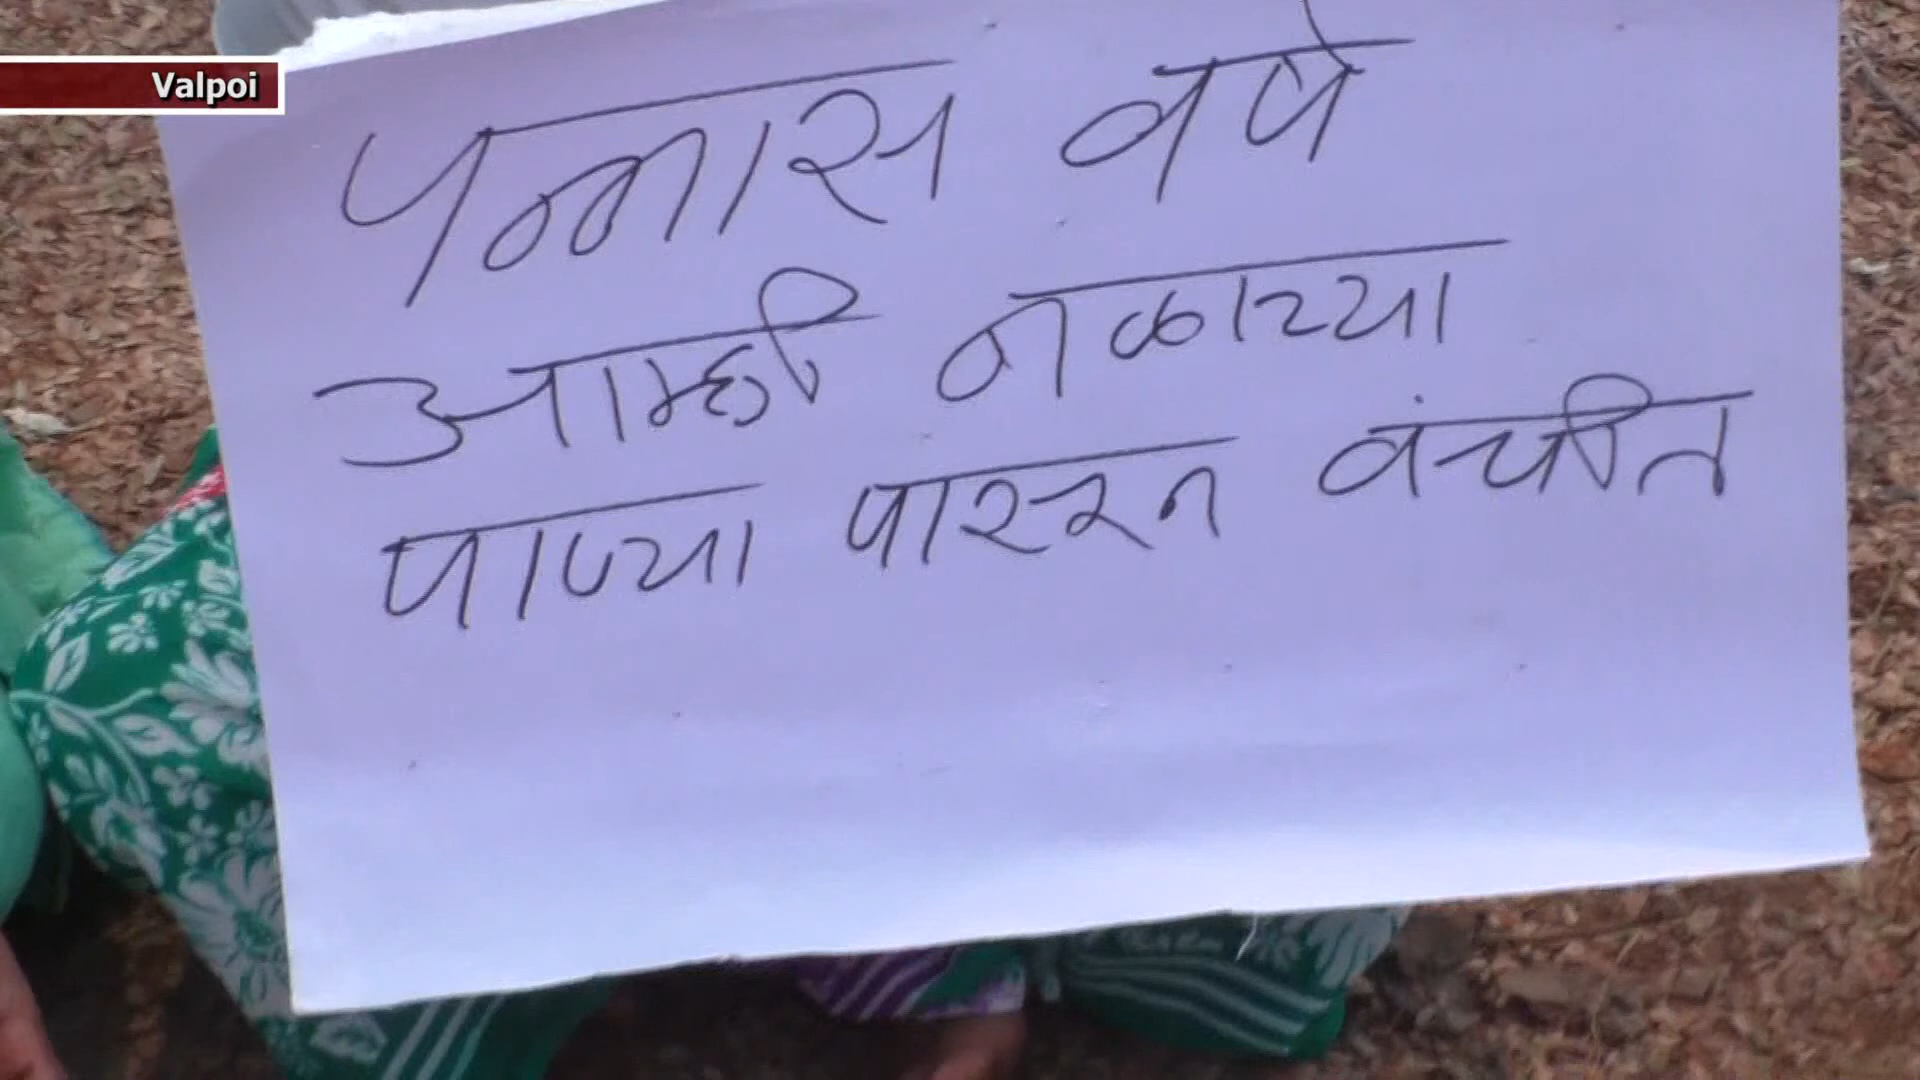 Valpoi
पन्नास वर्षे
आम्ही नळाच्या
पाण्या पासून वंचीत